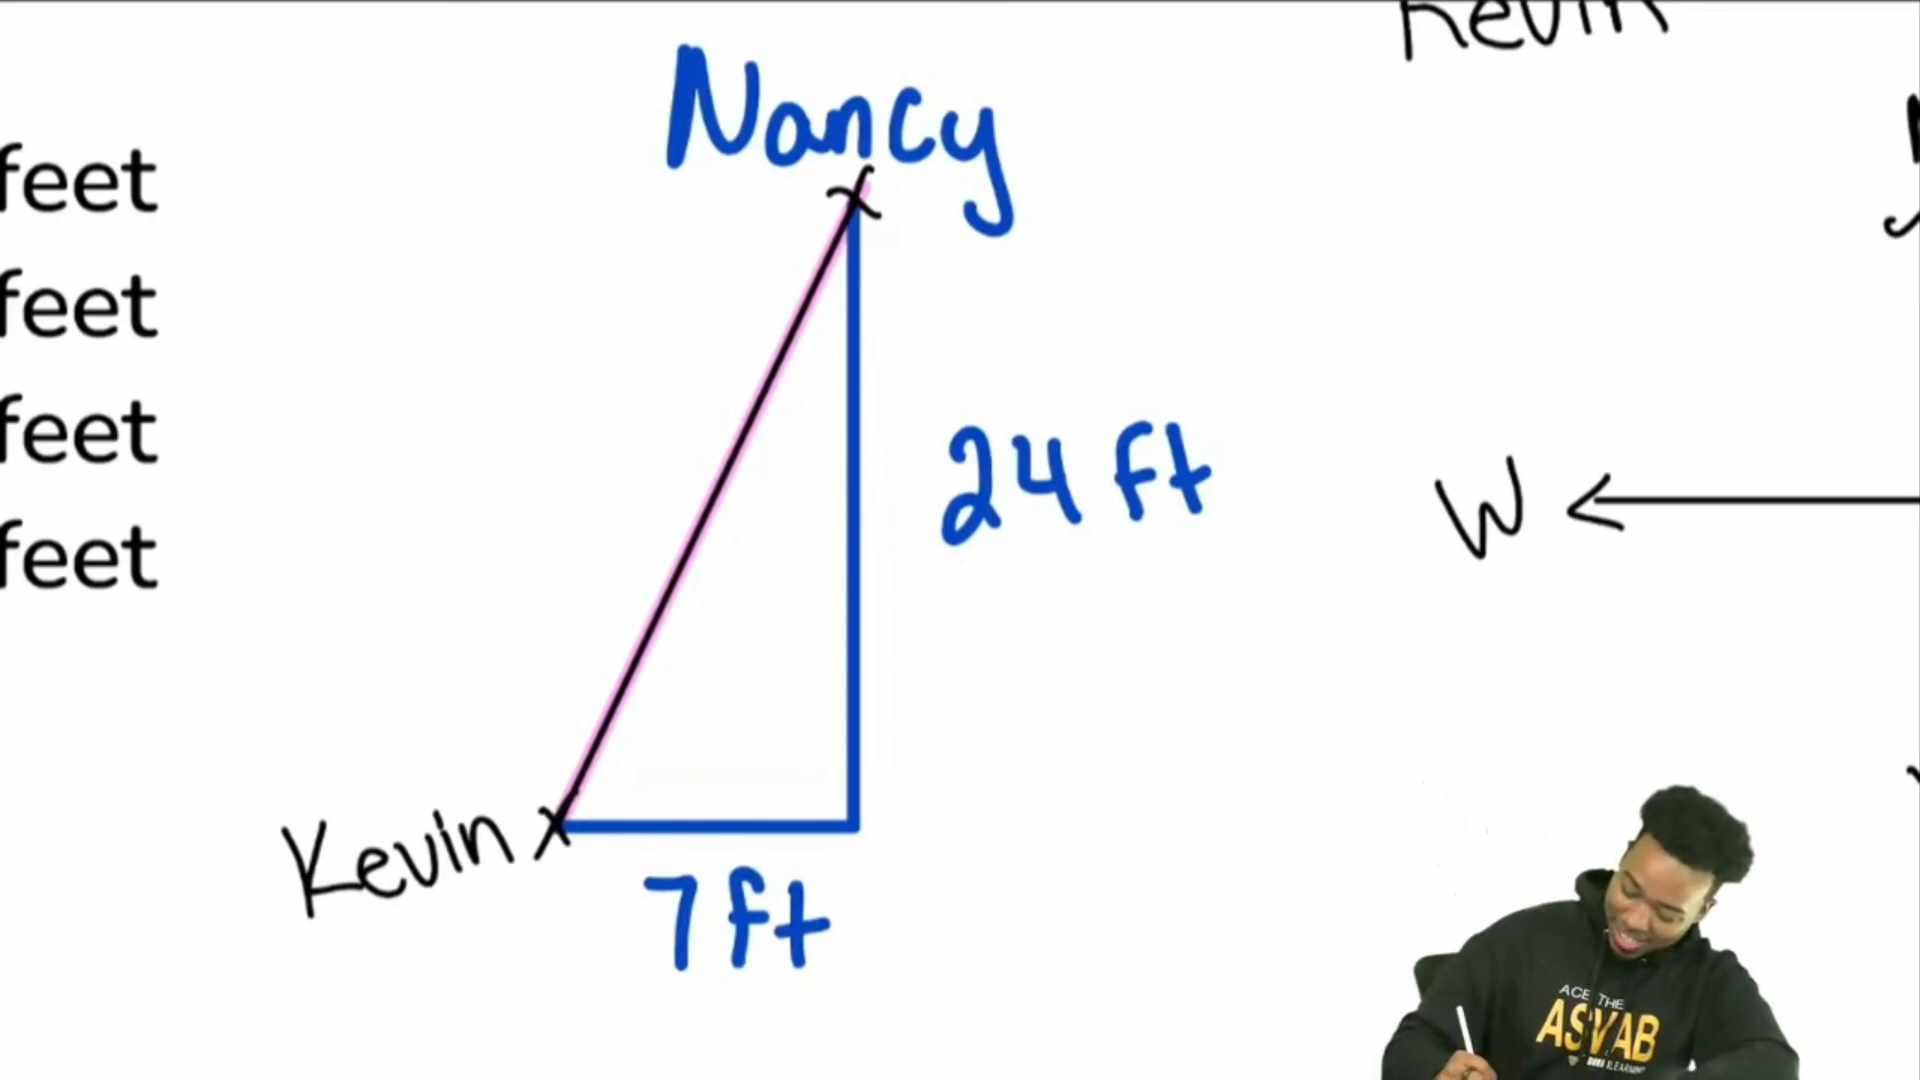 Kevin
Nancy
feet
feet
feet
feet
24 ft
W
Kevin
7 ft
ACE THE
ASVAB